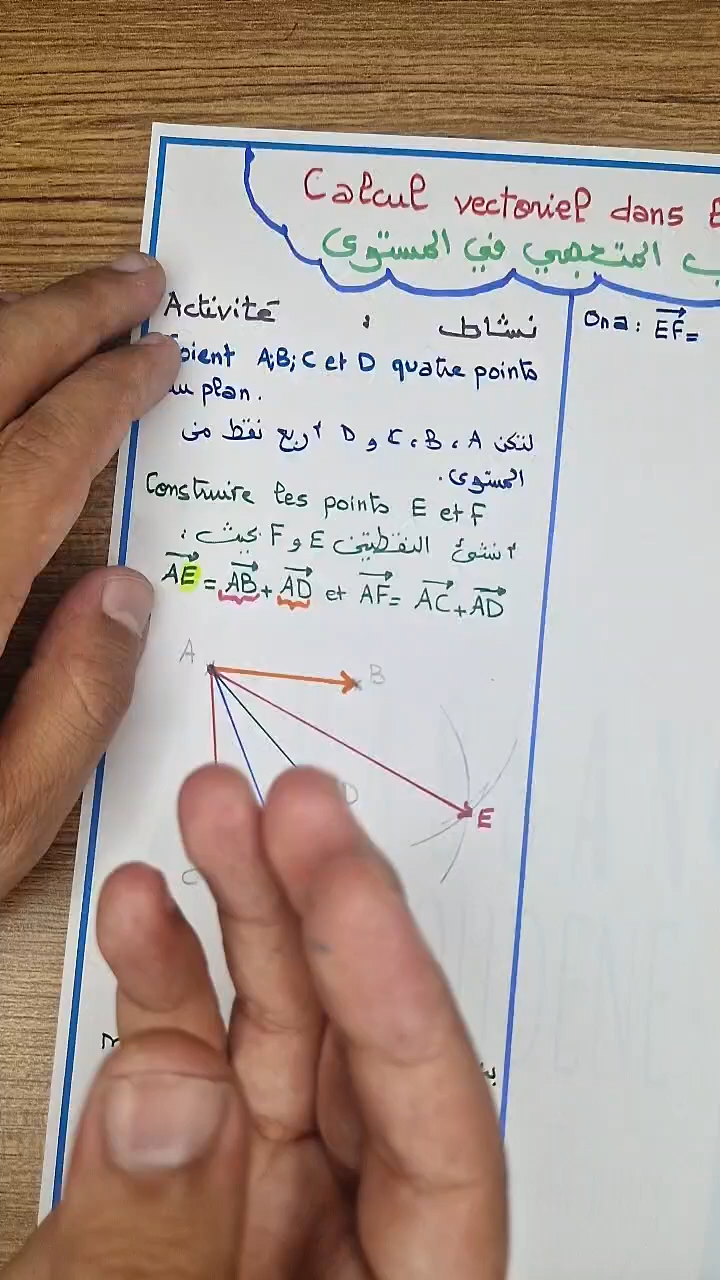 Calcul vectoriel dans
المتجهي في المستوى
Activité : نشاط
Soient A;B;C et D quatre points
du plan.
لتكن A ، B ، C و D أربع نقط من
المستوى.
Construire les points E et F
أنشئ النقطتين E و F بحيث :
AE = AB + AD et AF = AC + AD
A
B
D
E
C
On a : EF =